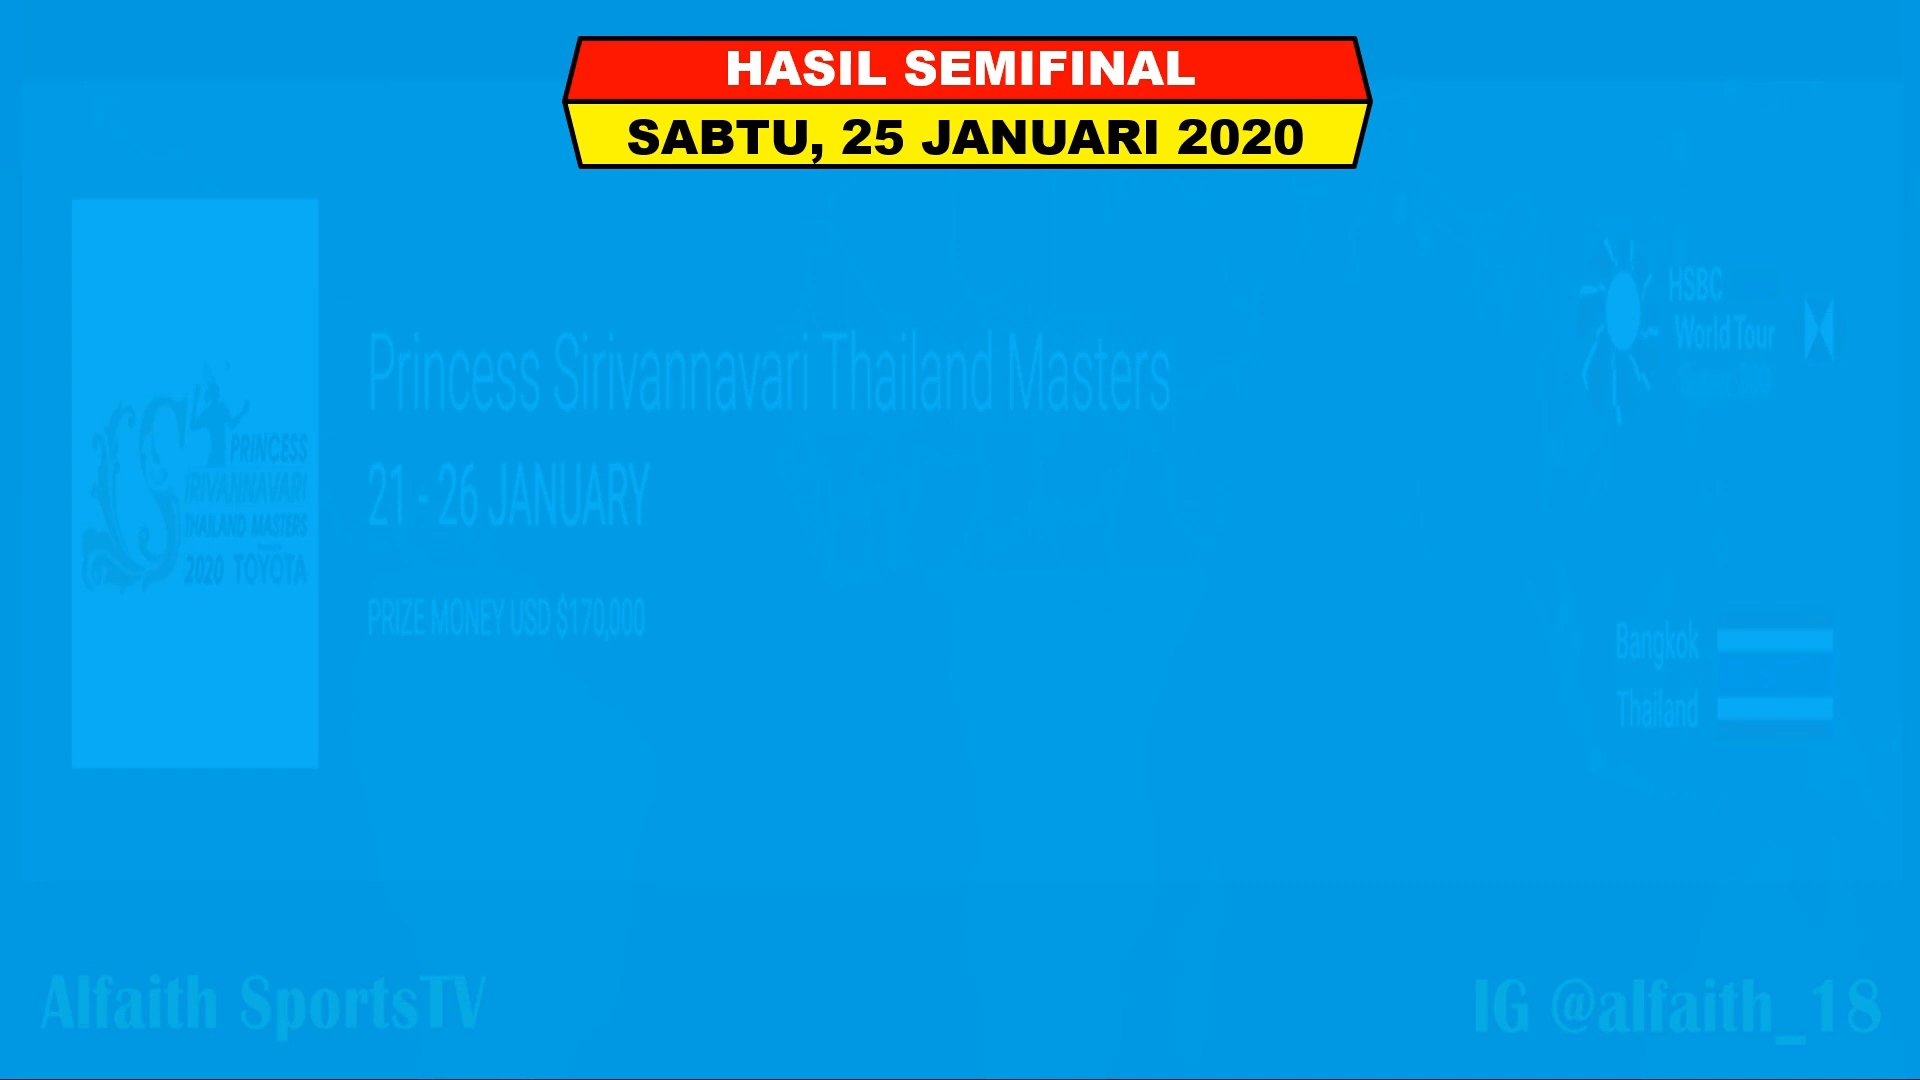 HASIL SEMIFINAL
SABTU, 25 JANUARI 2020
HSBC
World Tour
Princess Sirivannavari Thailand Masters
PRINCESS
SIRIVANNAVARI
THAILAND MASTERS
2020 TOYOTA
21 - 26 JANUARY
PRIZE MONEY USD $170,000
Bangkok
Thailand
Alfaith SportsTV
IG @alfaith_18